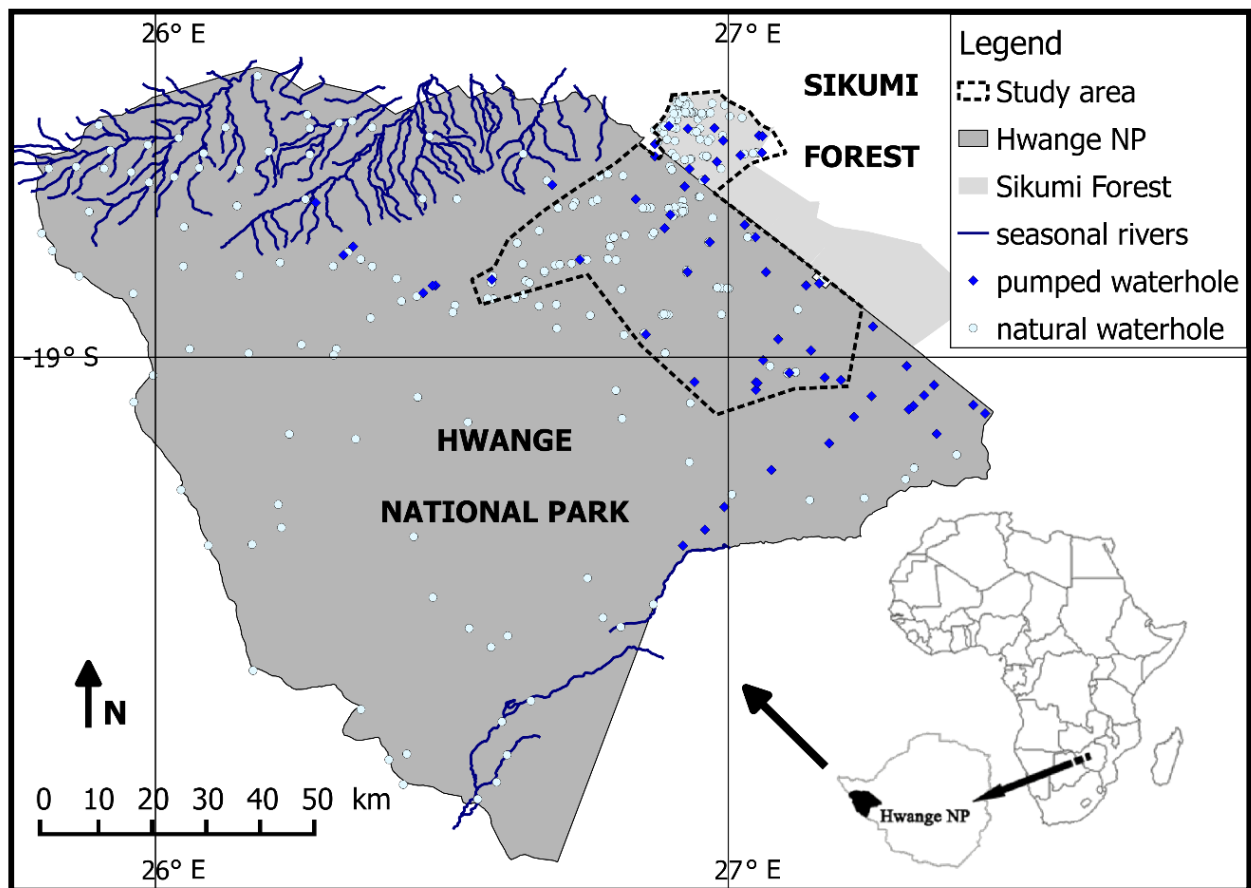 26° E
27° E
SIKUMI
FOREST
Legend
Study area
Hwange NP
Sikumi Forest
seasonal rivers
pumped waterhole
natural waterhole
-19° S
HWANGE
NATIONAL PARK
N
0 10 20 30 40 50 km
Hwange NP
26° E
27° E